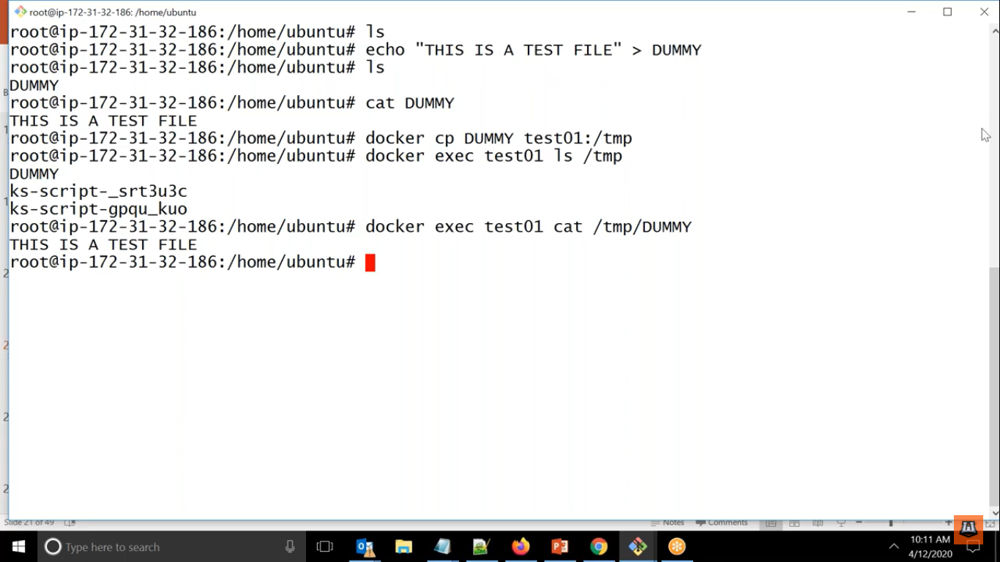 root@ip-172-31-32-186: /home/ubuntu
root@ip-172-31-32-186:/home/ubuntu# ls
root@ip-172-31-32-186:/home/ubuntu# echo "THIS IS A TEST FILE" > DUMMY
root@ip-172-31-32-186:/home/ubuntu# ls
DUMMY
root@ip-172-31-32-186:/home/ubuntu# cat DUMMY
THIS IS A TEST FILE
root@ip-172-31-32-186:/home/ubuntu# docker cp DUMMY test01:/tmp
root@ip-172-31-32-186:/home/ubuntu# docker exec test01 ls /tmp
DUMMY
ks-script-_srt3u3c
ks-script-gpqu_kuo
root@ip-172-31-32-186:/home/ubuntu# docker exec test01 cat /tmp/DUMMY
THIS IS A TEST FILE
root@ip-172-31-32-186:/home/ubuntu#
Slide 21 of 49
Notes
Comments
Type here to search
10:11 AM
4/12/2020